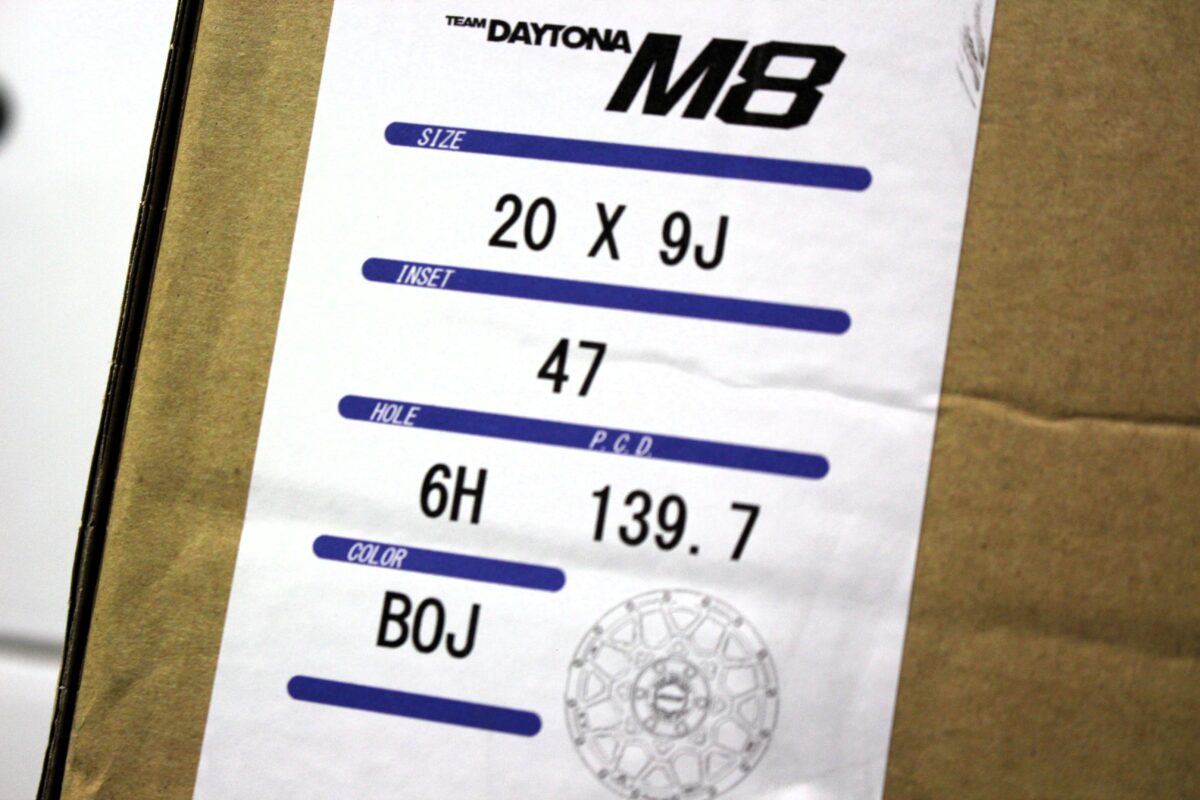 TEAM DAYTONA M8
SIZE
20 X 9J
INSET
47
HOLE P.C.D.
6H 139.7
COLOR
BOJ